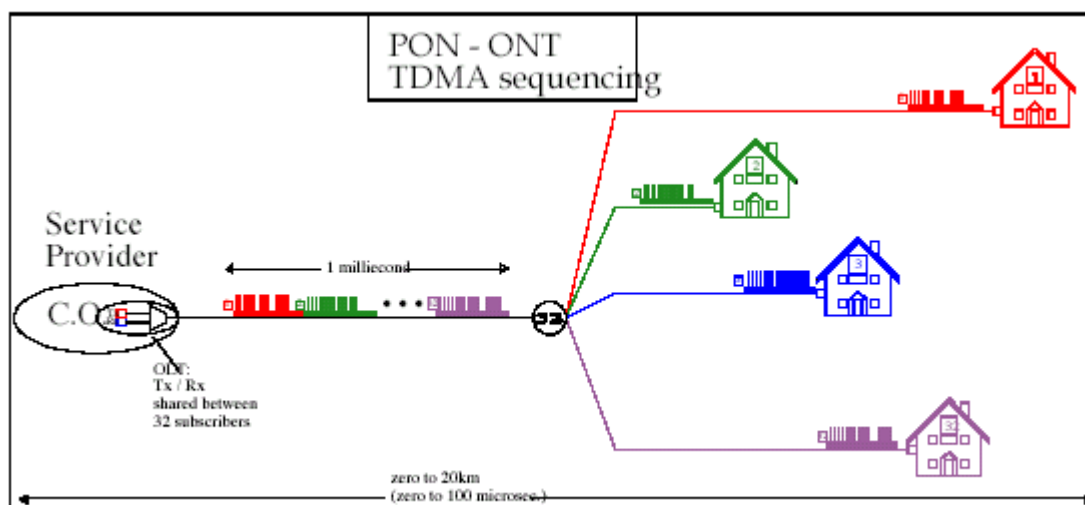 PON - ONT
TDMA sequencing
1
2
Service
Provider
1 milliecond
3
C.O.
32
OLT:
Tx / Rx
shared between
32 subscribers
32
zero to 20km
(zero to 100 microsec.)